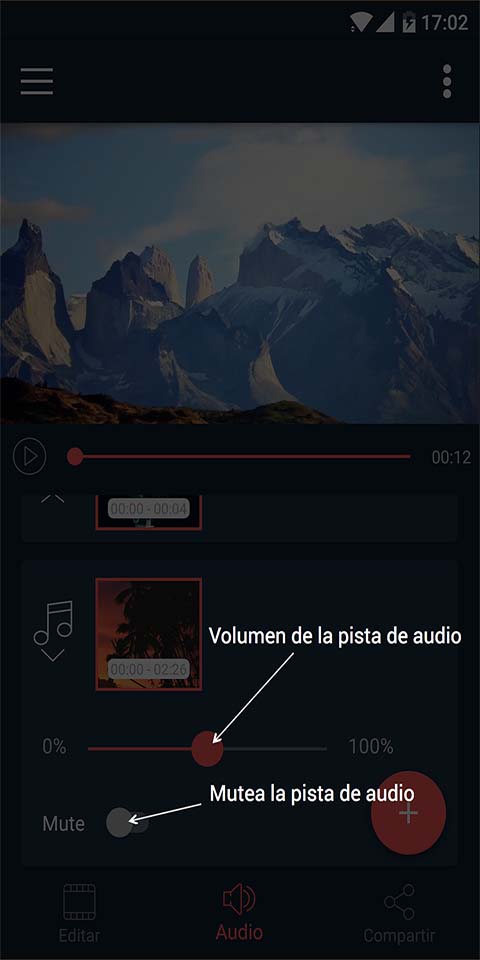 17:02
00:12
00:00 - 00:04
00:00 - 02:26
Volumen de la pista de audio
0%
100%
Mutea la pista de audio
Mute
Editar
Audio
Compartir